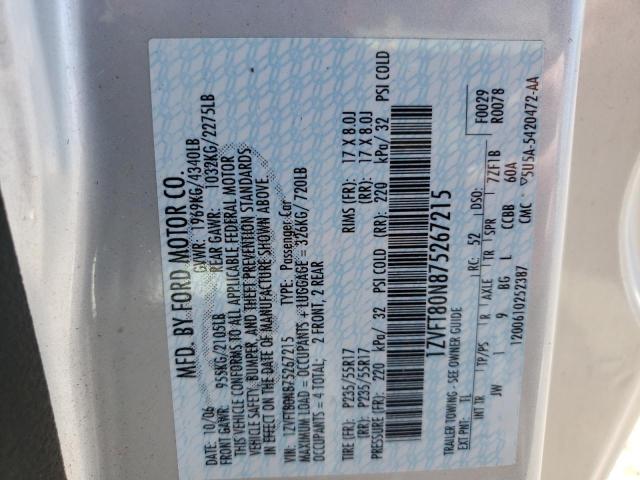 MFD. BY FORD MOTOR CO.
DATE: 10/06 GVWR: 1969KG/4340LB
FRONT GAWR: 955KG/2105LB REAR GAWR: 1032KG/2275LB
THIS VEHICLE CONFORMS TO ALL APPLICABLE FEDERAL MOTOR
VEHICLE SAFETY, BUMPER, AND THEFT PREVENTION STANDARDS
IN EFFECT ON THE DATE OF MANUFACTURE SHOWN ABOVE.
VIN: 1ZVFT80N875267215 TYPE: Passenger Car
MAXIMUM LOAD = OCCUPANTS + LUGGAGE = 326KG/720LB
OCCUPANTS = 4 TOTAL: 2 FRONT, 2 REAR
TIRE (FR): P235/55R17 RIMS (FR): 17 X 8.0J
(RR): P235/55R17 (RR): 17 X 8.0J
PRESSURE (FR): 220 kPa/ 32 PSI COLD (RR): 220 kPa/ 32 PSI COLD
1ZVFT80N875267215
TRAILER TOWING - SEE OWNER GUIDE F0029
R0078
EXT PNT: TL RC: 52 DSO: 7ZF1B
INT TR TP/PS R AXLE TR SPR 60A
JW 1 9 BG L CCBB
CMC ▽5U5A-5420472-AA
1200610252387